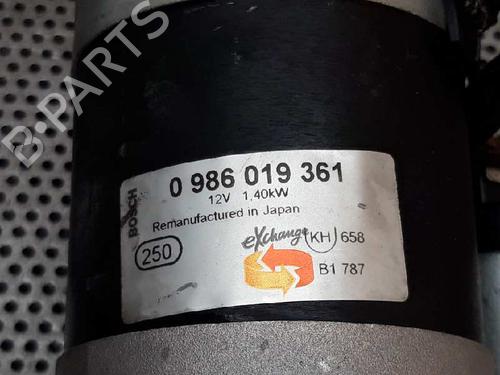 B-PARTS
BOSCH
0 986 019 361
12V 1,40kW
Remanufactured in Japan
250
eXchange KH 658
B1 787